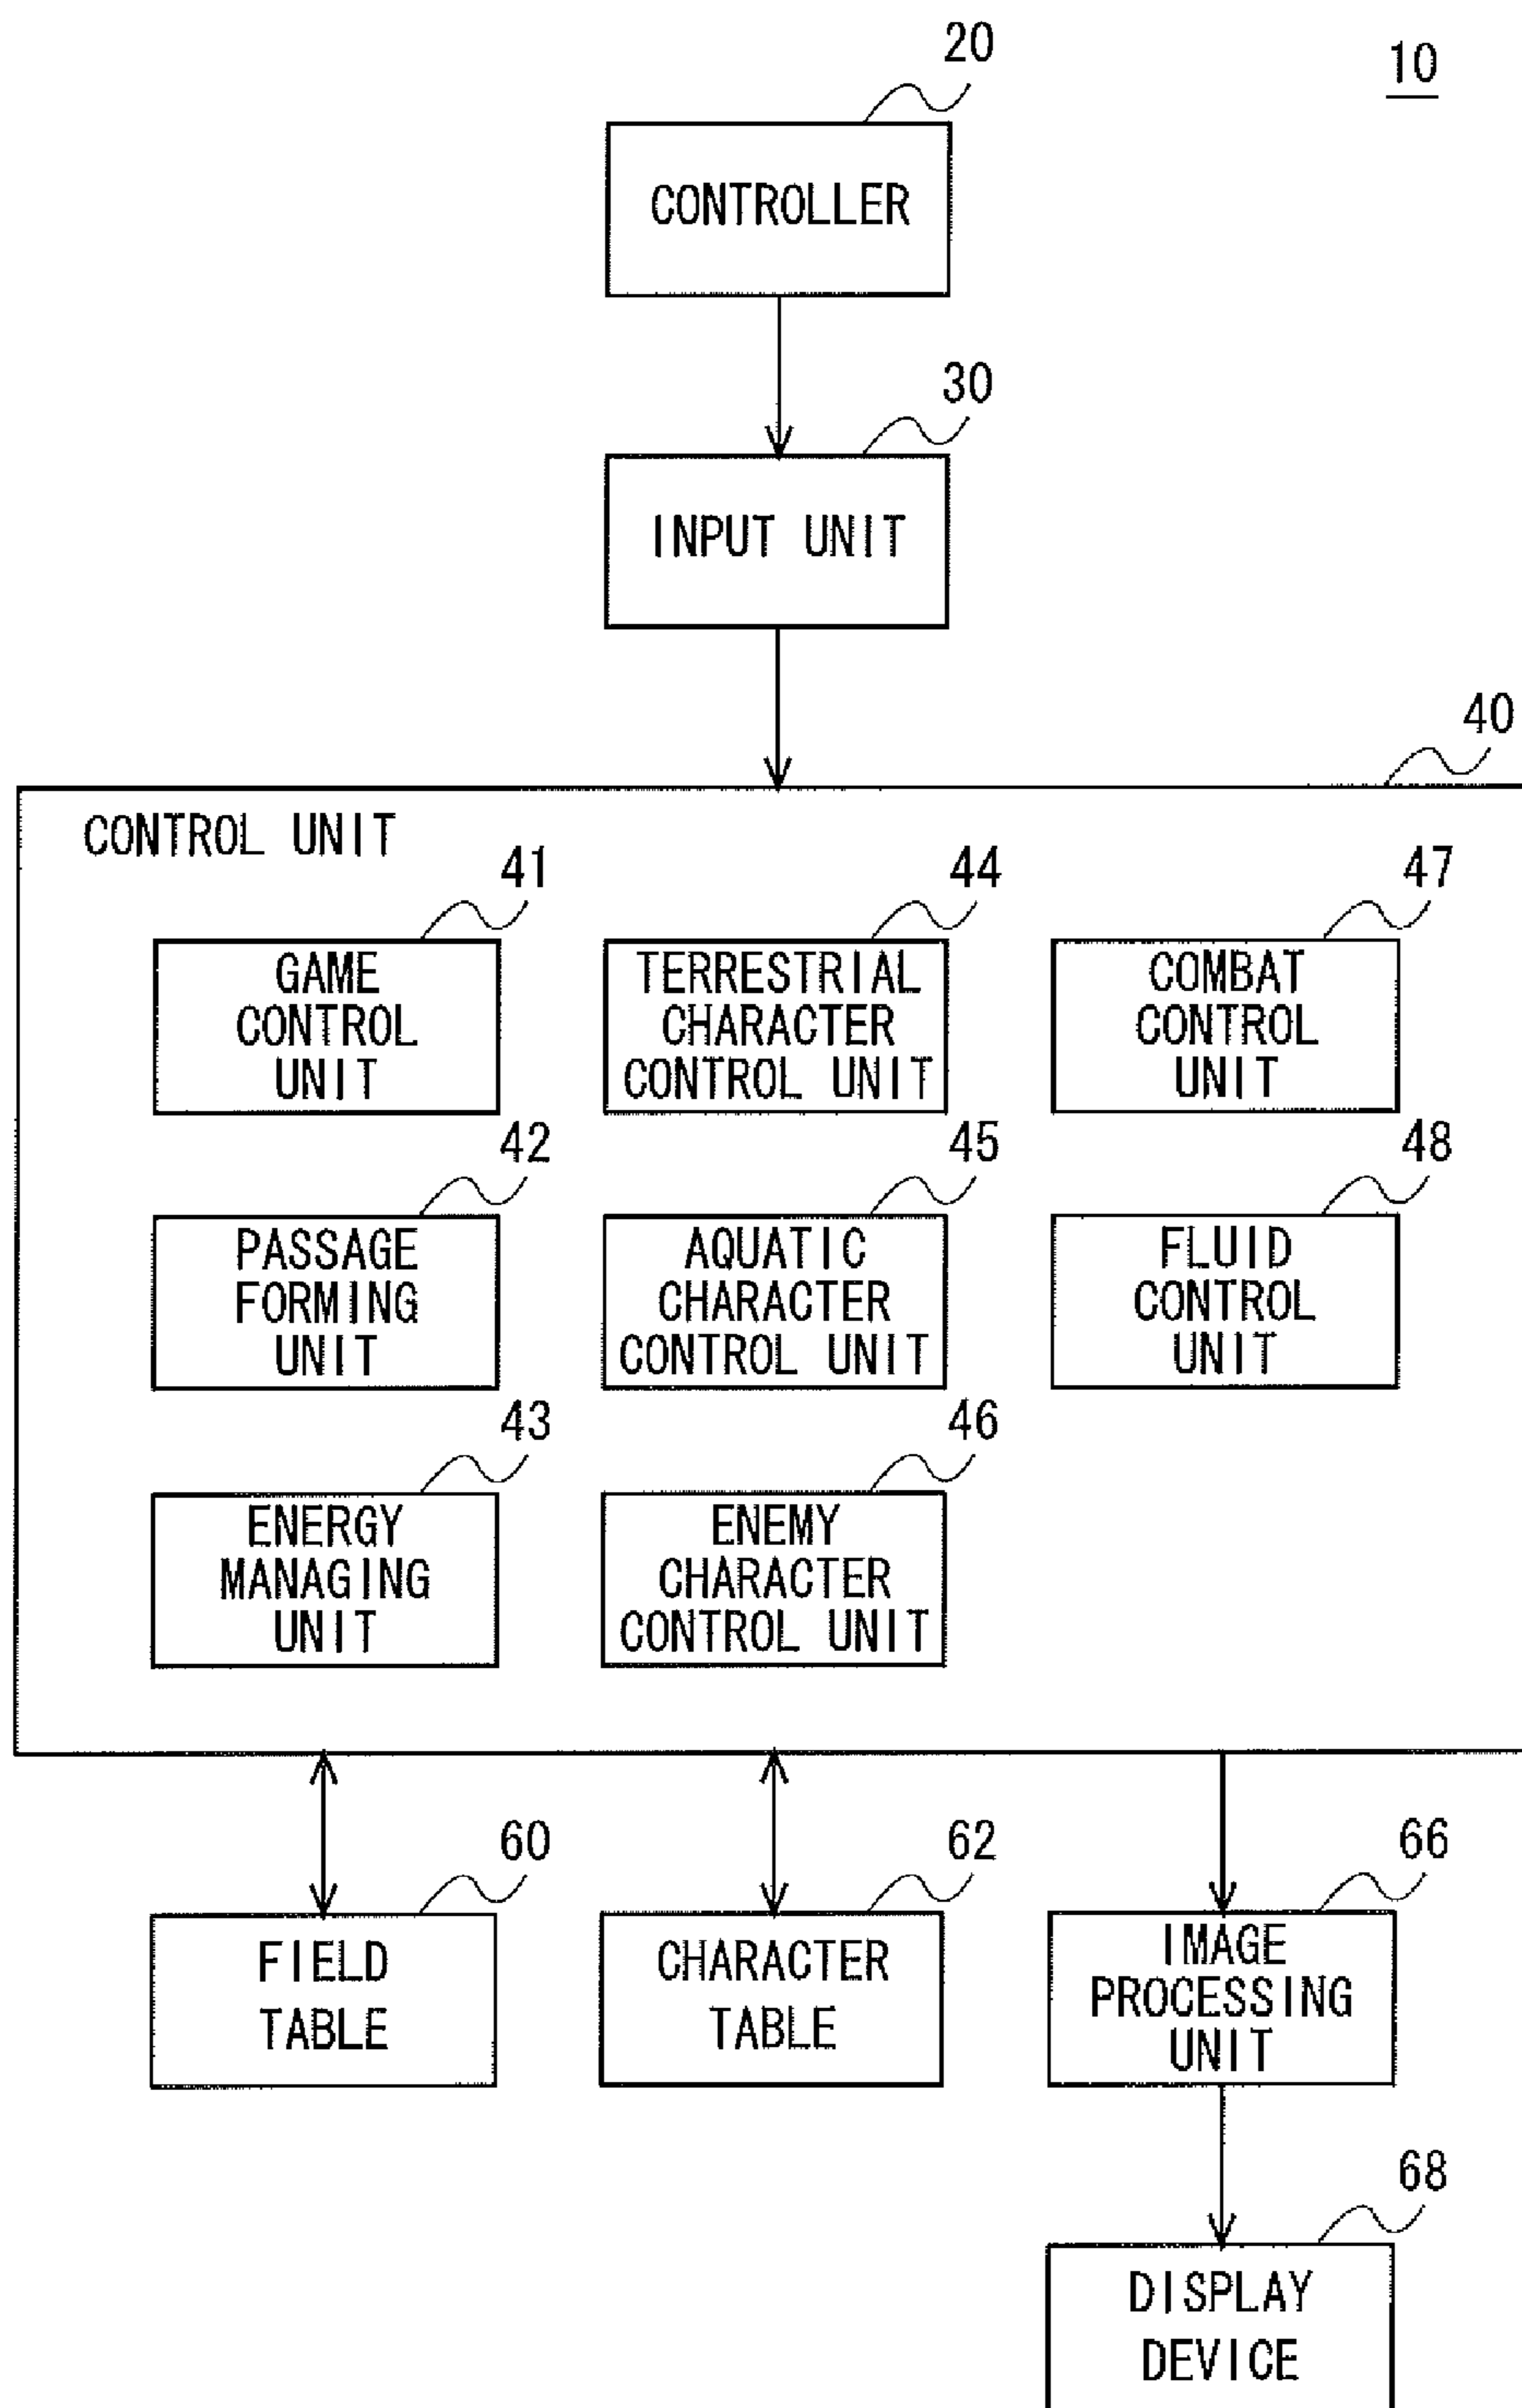 20
10
CONTROLLER
30
INPUT UNIT
40
CONTROL UNIT
41
44
47
GAME
CONTROL
UNIT
TERRESTRIAL
CHARACTER
CONTROL UNIT
COMBAT
CONTROL
UNIT
42
45
48
PASSAGE
FORMING
UNIT
AQUATIC
CHARACTER
CONTROL UNIT
FLUID
CONTROL
UNIT
43
46
ENERGY
MANAGING
UNIT
ENEMY
CHARACTER
CONTROL UNIT
60
62
66
FIELD
TABLE
CHARACTER
TABLE
IMAGE
PROCESSING
UNIT
68
DISPLAY
DEVICE